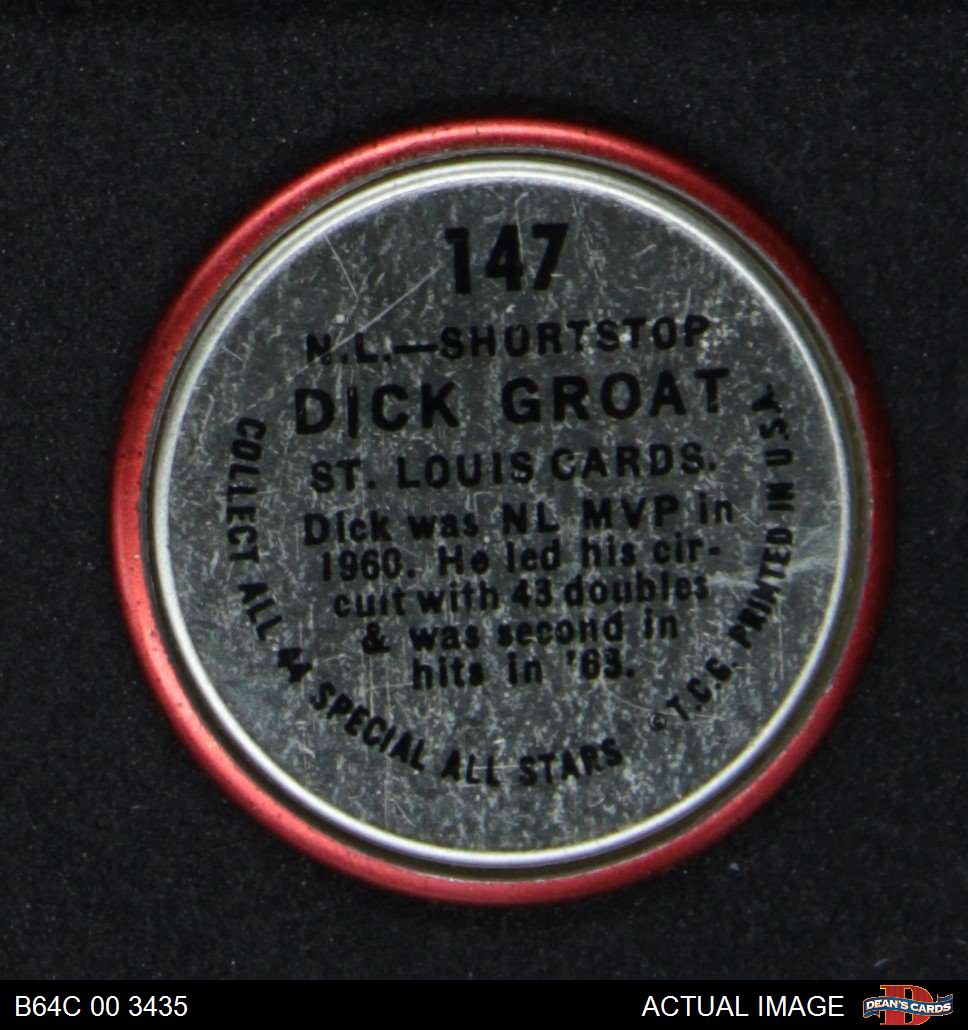 147
N.L.—SHORTSTOP
DICK GROAT
ST. LOUIS CARDS.
Dick was NL MVP in
1960. He led his cir-
cuit with 43 doubles
& was second in
hits in '63.
COLLECT ALL 44 SPECIAL ALL STARS
© T.C.G. PRINTED IN U.S.A.
B64C 00 3435
ACTUAL IMAGE
DEAN'S CARDS